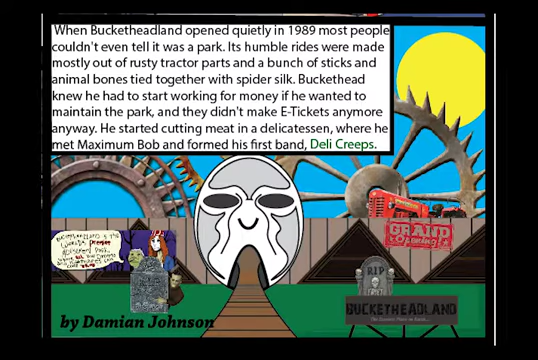 When Bucketheadland opened quietly in 1989 most people
couldn't even tell it was a park. Its humble rides were made
mostly out of rusty tractor parts and a bunch of sticks and
animal bones tied together with spider silk. Buckethead
knew he had to start working for money if he wanted to
maintain the park, and they didn't make E-Tickets anymore
anyway. He started cutting meat in a delicatessen, where he
met Maximum Bob and formed his first band, Deli Creeps.
GRAND
RIP
BUCKETHEADLAND
by Damian Johnson